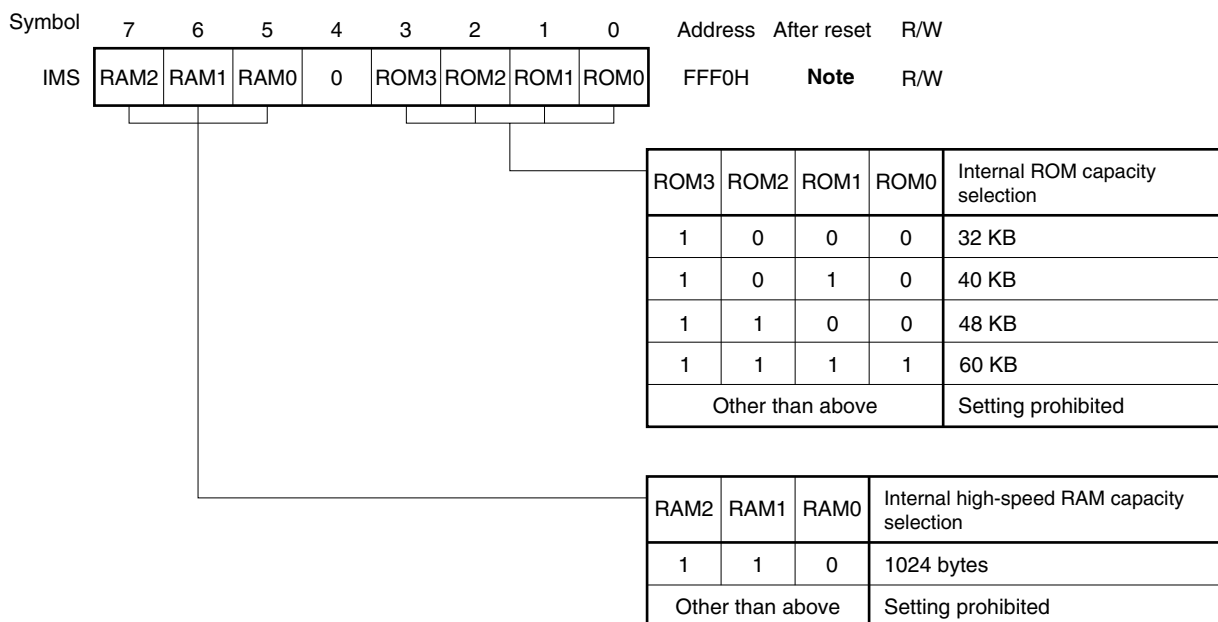 Symbol 7 6 5 4 3 2 1 0 Address After reset R/W
IMS RAM2 RAM1 RAM0 0 ROM3 ROM2 ROM1 ROM0 FFF0H Note R/W
ROM3 ROM2 ROM1 ROM0 Internal ROM capacity
selection
1 0 0 0 32 KB
1 0 1 0 40 KB
1 1 0 0 48 KB
1 1 1 1 60 KB
Other than above Setting prohibited
RAM2 RAM1 RAM0 Internal high-speed RAM capacity
selection
1 1 0 1024 bytes
Other than above Setting prohibited